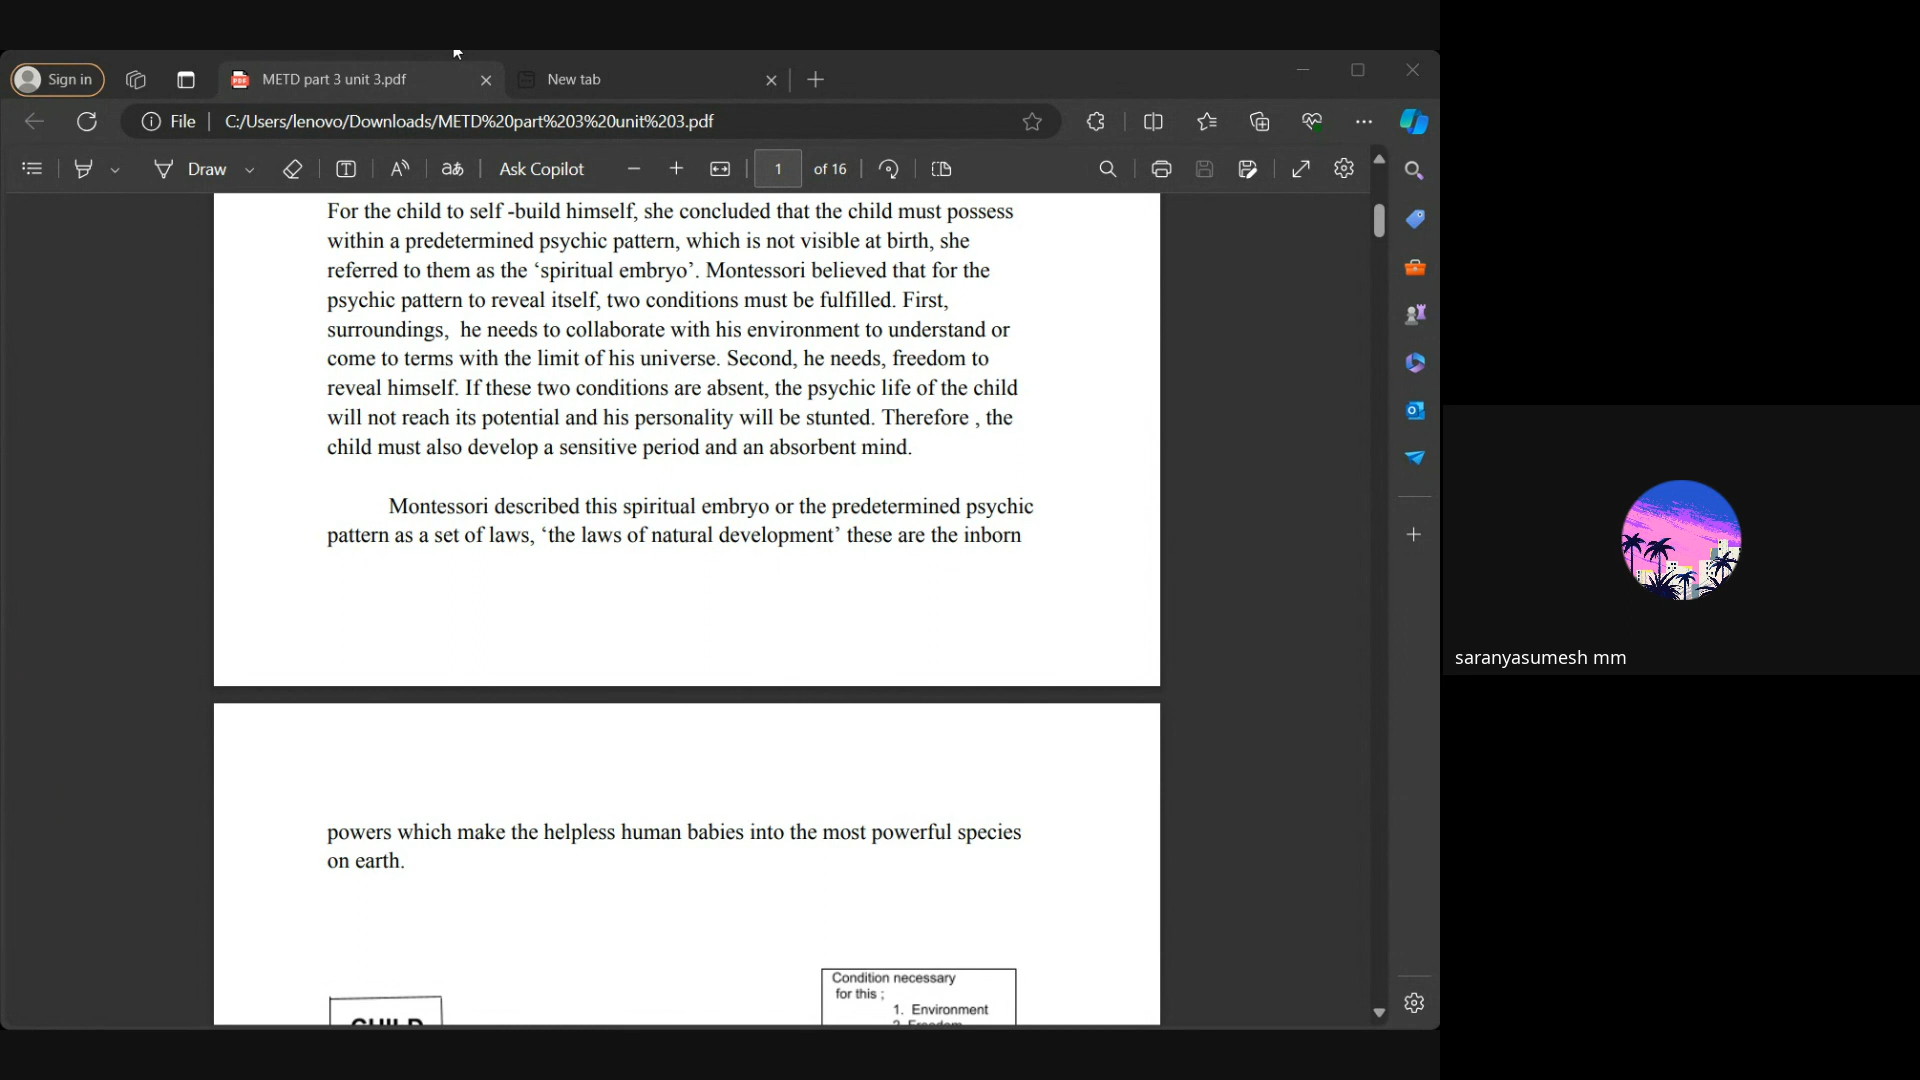 Sign in
METD part 3 unit 3.pdf
New tab
File
C:/Users/lenovo/Downloads/METD%20part%203%20unit%203.pdf
Draw
Ask Copilot
1 of 16
For the child to self -build himself, she concluded that the child must possess
within a predetermined psychic pattern, which is not visible at birth, she
referred to them as the ‘spiritual embryo’. Montessori believed that for the
psychic pattern to reveal itself, two conditions must be fulfilled. First,
surroundings,  he needs to collaborate with his environment to understand or
come to terms with the limit of his universe. Second, he needs, freedom to
reveal himself. If these two conditions are absent, the psychic life of the child
will not reach its potential and his personality will be stunted. Therefore , the
child must also develop a sensitive period and an absorbent mind.
Montessori described this spiritual embryo or the predetermined psychic
pattern as a set of laws, ‘the laws of natural development’ these are the inborn
powers which make the helpless human babies into the most powerful species
on earth.
Condition necessary
for this ;
1. Environment
2. Freedom
CHILD
saranyasumesh mm